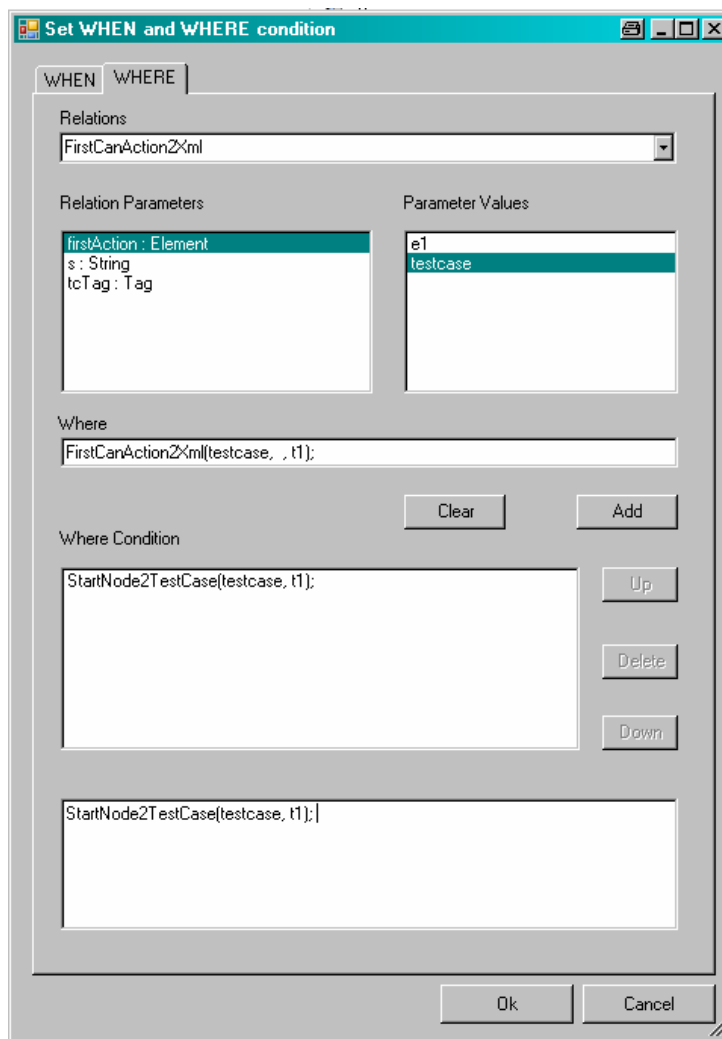 Set WHEN and WHERE condition
WHEN WHERE
Relations
FirstCanAction2Xml
Relation Parameters Parameter Values
firstAction : Element e1
s : String testcase
tcTag : Tag
Where
FirstCanAction2Xml(testcase, , t1);
Clear Add
Where Condition
StartNode2TestCase(testcase, t1);
Up
Delete
Down
StartNode2TestCase(testcase, t1);
Ok Cancel